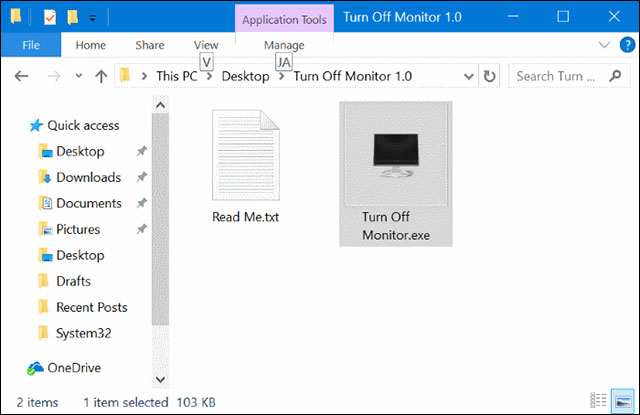 Application Tools
Turn Off Monitor 1.0
File
Home
Share
View
Manage
V
JA
This PC
Desktop
Turn Off Monitor 1.0
Search Turn ...
Quick access
Desktop
Downloads
Documents
Pictures
Desktop
Drafts
Recent Posts
System32
OneDrive
Read Me.txt
Turn Off
Monitor.exe
2 items
1 item selected 103 KB